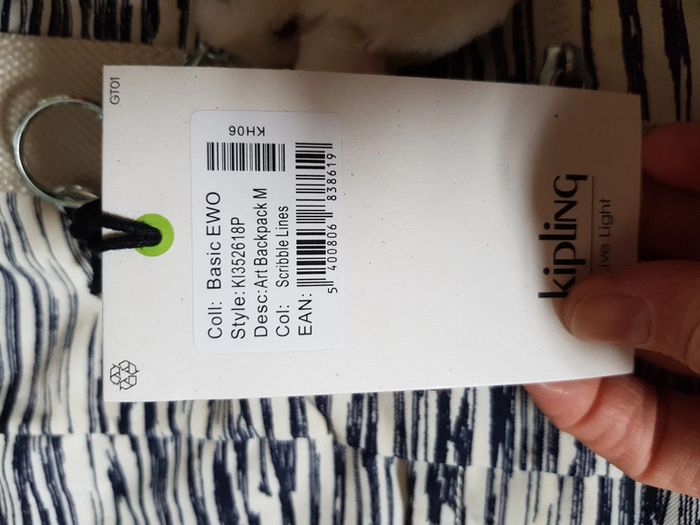 GT01
KH06
Coll: Basic EWO
Style: KI352618P
Desc: Art Backpack M
Col: Scribble Lines
EAN:
5 400806 838619
kipling
Light